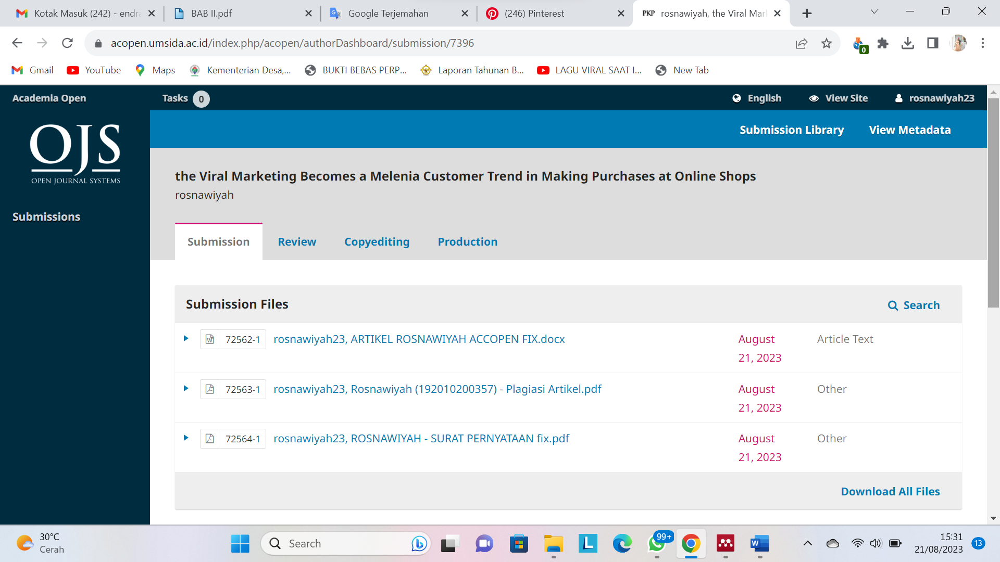 Kotak Masuk (242) - endra
BAB II.pdf
Google Terjemahan
(246) Pinterest
PKP rosnawiyah, the Viral Mar
acopen.umsida.ac.id/index.php/acopen/authorDashboard/submission/7396
0
Gmail
YouTube
Maps
Kementerian Desa,...
BUKTI BEBAS PERP...
Laporan Tahunan B...
LAGU VIRAL SAAT I...
New Tab
Academia Open
Tasks 0
English
View Site
rosnawiyah23
OJS
OPEN JOURNAL SYSTEMS
Submission Library
View Metadata
the Viral Marketing Becomes a Melenia Customer Trend in Making Purchases at Online Shops
rosnawiyah
Submissions
Submission
Review
Copyediting
Production
Submission Files
Search
72562-1 rosnawiyah23, ARTIKEL ROSNAWIYAH ACCOPEN FIX.docx
August
21, 2023
Article Text
72563-1 rosnawiyah23, Rosnawiyah (192010200357) - Plagiasi Artikel.pdf
August
21, 2023
Other
72564-1 rosnawiyah23, ROSNAWIYAH - SURAT PERNYATAAN fix.pdf
August
21, 2023
Other
Download All Files
30°C
Cerah
Search
L
99+
W
15:31
21/08/2023
13